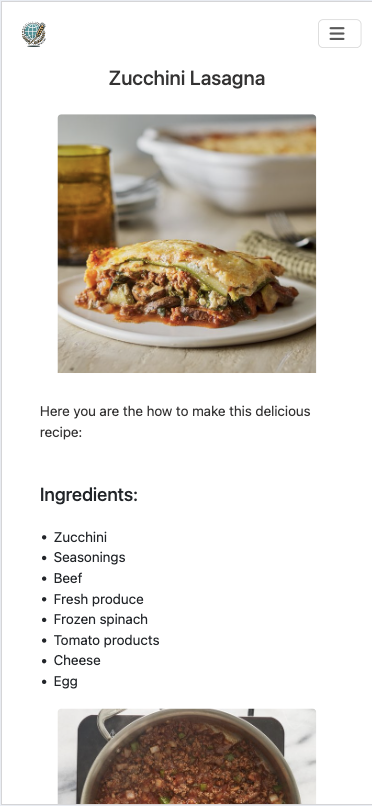 Zucchini Lasagna
Here you are the how to make this delicious
recipe:
Ingredients:
• Zucchini
• Seasonings
• Beef
• Fresh produce
• Frozen spinach
• Tomato products
• Cheese
• Egg